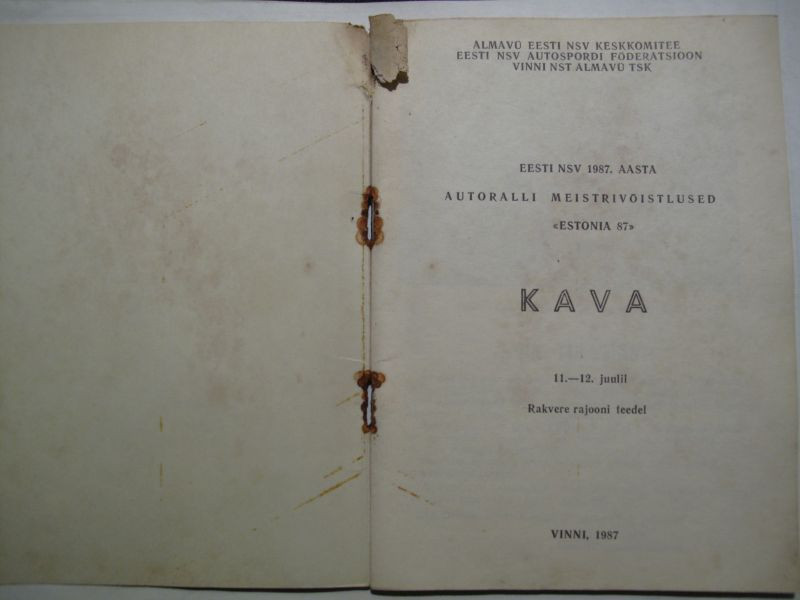 ALMAVÜ EESTI NSV KESKKOMITEE
EESTI NSV AUTOSPORDI FÖDERATSIOON
VINNI NST ALMAVÜ TSK
EESTI NSV 1987. AASTA
AUTORALLI MEISTRIVÕISTLUSED
«ESTONIA 87»
KAVA
11.—12. juulil
Rakvere rajooni teedel
VINNI, 1987